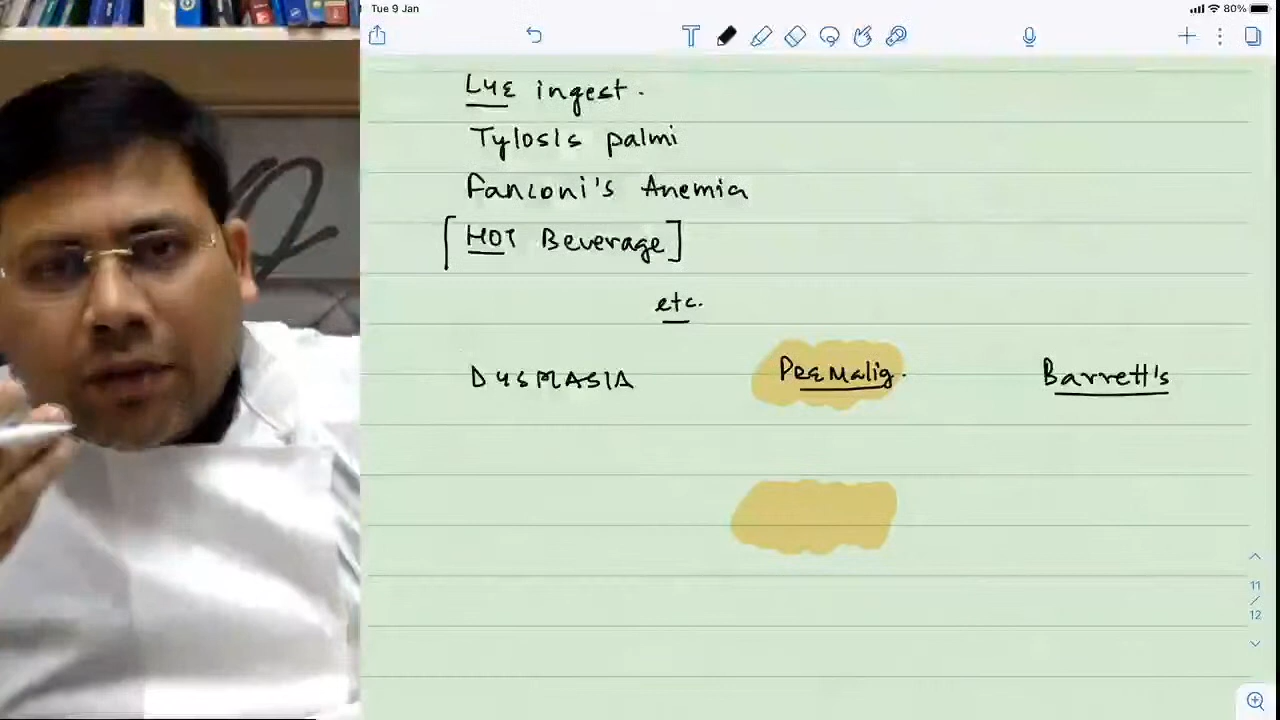 Tue 9 Jan 80%
T
Lye ingest.
Tylosis palmi
Fanconi's Anemia
[HOT Beverage]
etc.
DYSPLASIA PreMalig. Barrett's
11
/
12